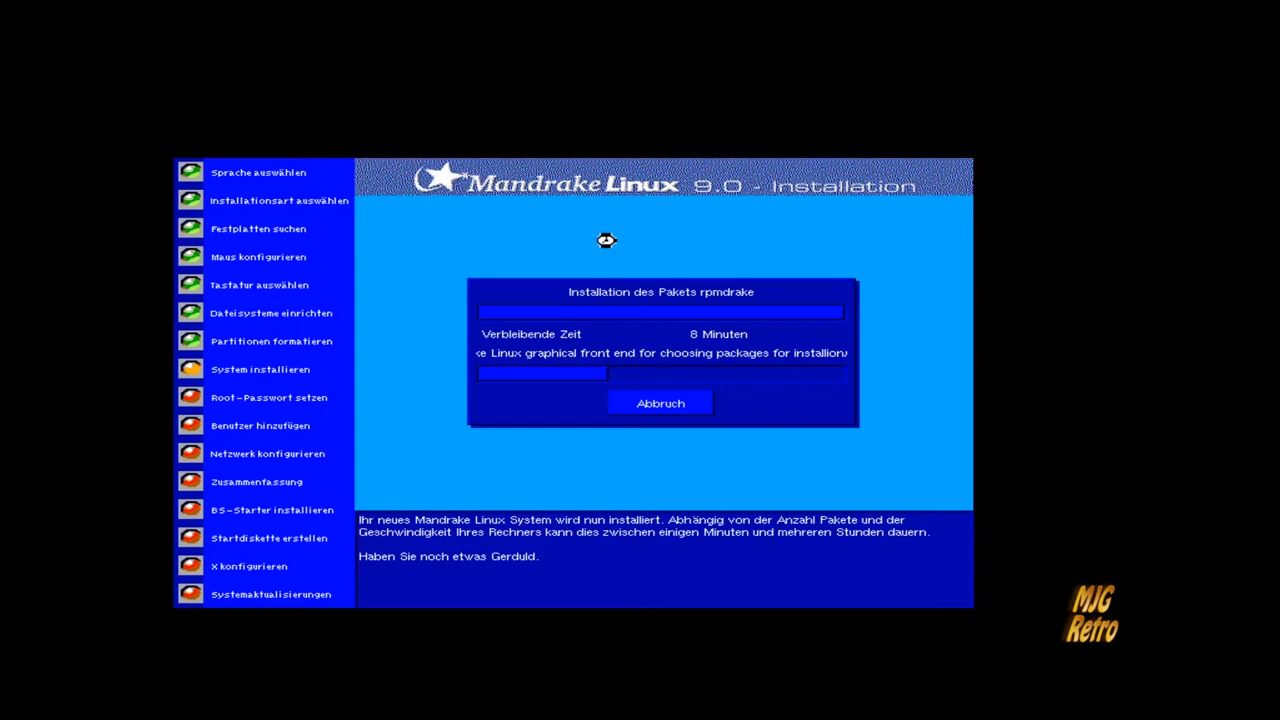 Mandrake Linux 9.0 - Installation
Sprache auswählen
Installationsart auswählen
Festplatten suchen
Maus konfigurieren
Tastatur auswählen
Dateisysteme einrichten
Partitionen formatieren
System installieren
Root-Passwort setzen
Benutzer hinzufügen
Netzwerk konfigurieren
Zusammenfassung
BS-Starter installieren
Startdiskette erstellen
X konfigurieren
Systemaktualisierungen
Installation des Pakets rpmdrake
Verbleibende Zeit 8 Minuten
e Linux graphical front end for choosing packages for installion/
Abbruch
Ihr neues Mandrake Linux System wird nun installiert. Abhängig von der Anzahl Pakete und der
Geschwindigkeit Ihres Rechners kann dies zwischen einigen Minuten und mehreren Stunden dauern.
Haben Sie noch etwas Gerduld.
MJG
Retro